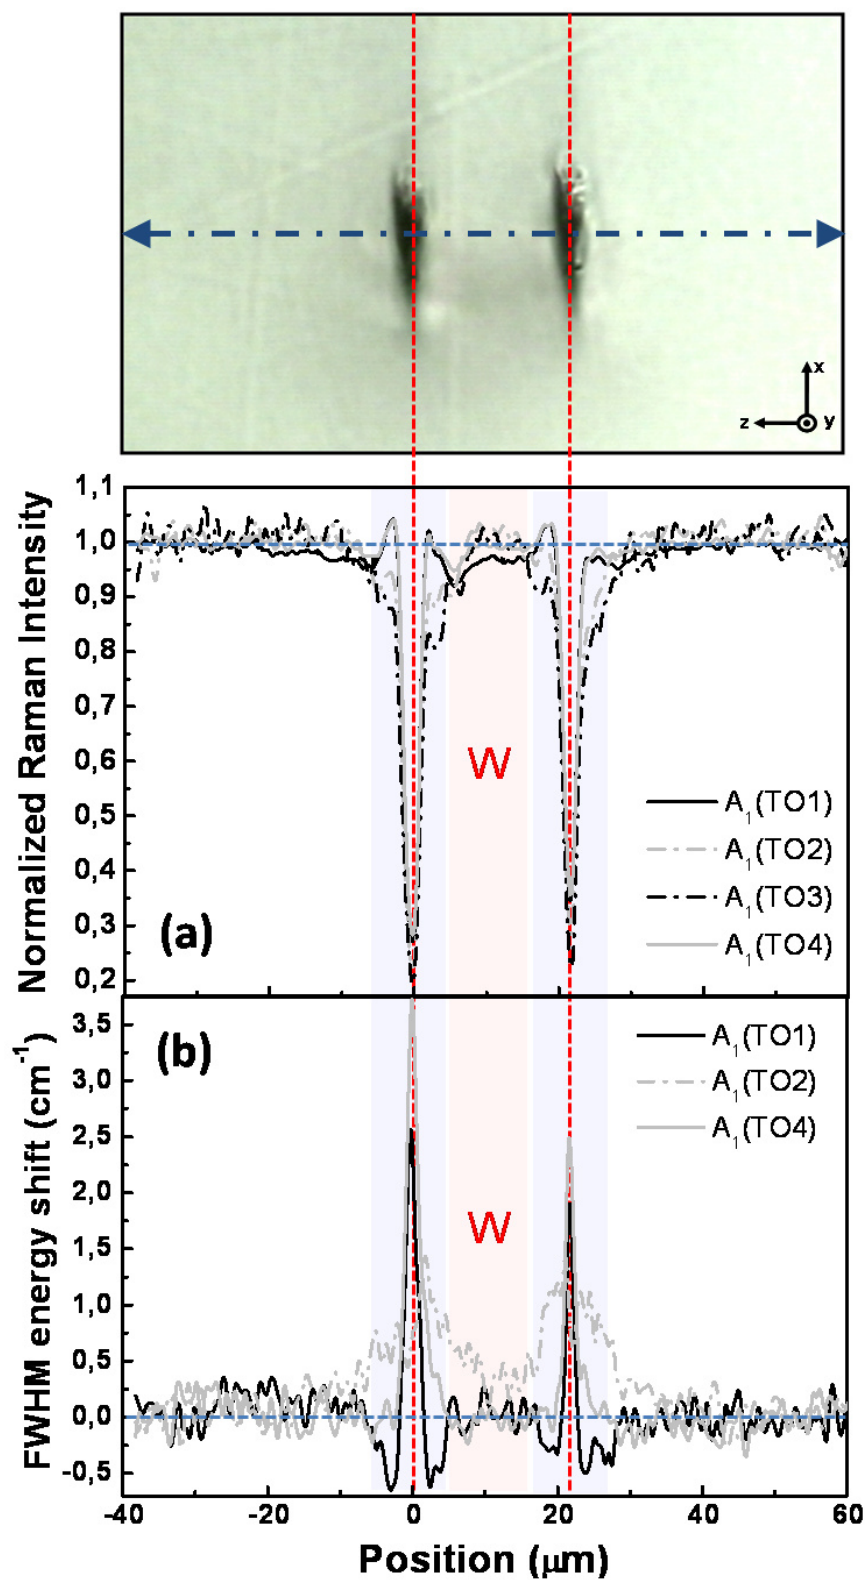 x
z
y
1,1
1,0
0,9
0,8
0,7
0,6
0,5
0,4
0,3
0,2
Normalized Raman Intensity
W
A1(TO1)
A1(TO2)
A1(TO3)
A1(TO4)
(a)
3,5
3,0
2,5
2,0
1,5
1,0
0,5
0,0
-0,5
FWHM energy shift (cm-1)
(b)
A1(TO1)
A1(TO2)
A1(TO4)
W
-40
-20
0
20
40
60
Position (μm)